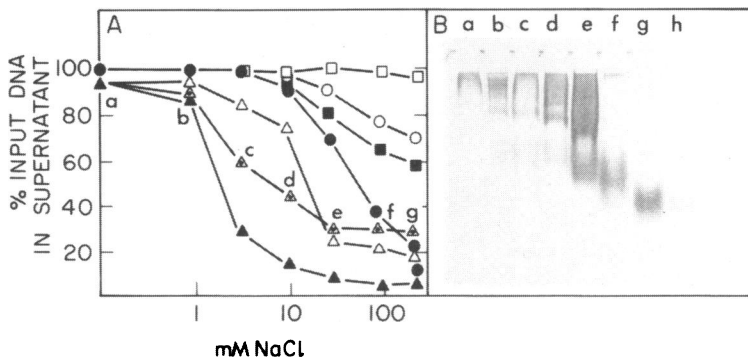 A
% INPUT DNA
IN SUPERNATANT
100
80
60
40
20
a
b
c
d
e
f
g
1
10
100
mM NaCl
B
a b c d e f g h